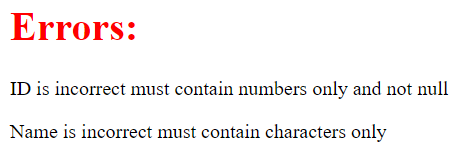 Errors:
ID is incorrect must contain numbers only and not null
Name is incorrect must contain characters only